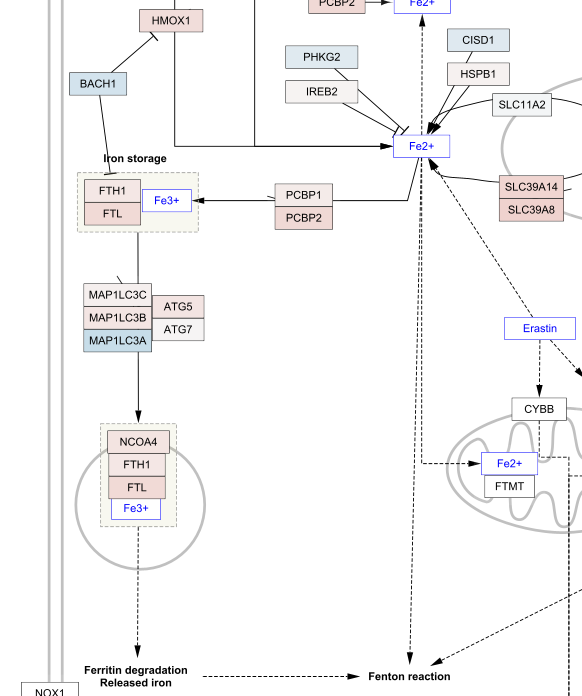 PCBP2
Fe2+
HMOX1
CISD1
PHKG2
HSPB1
BACH1
IREB2
SLC11A2
Fe2+
Iron storage
FTH1
Fe3+
FTL
PCBP1
PCBP2
SLC39A14
SLC39A8
MAP1LC3C
ATG5
MAP1LC3B
ATG7
MAP1LC3A
Erastin
CYBB
NCOA4
FTH1
Fe2+
FTL
FTMT
Fe3+
Ferritin degradation
Released iron
Fenton reaction
NOX1